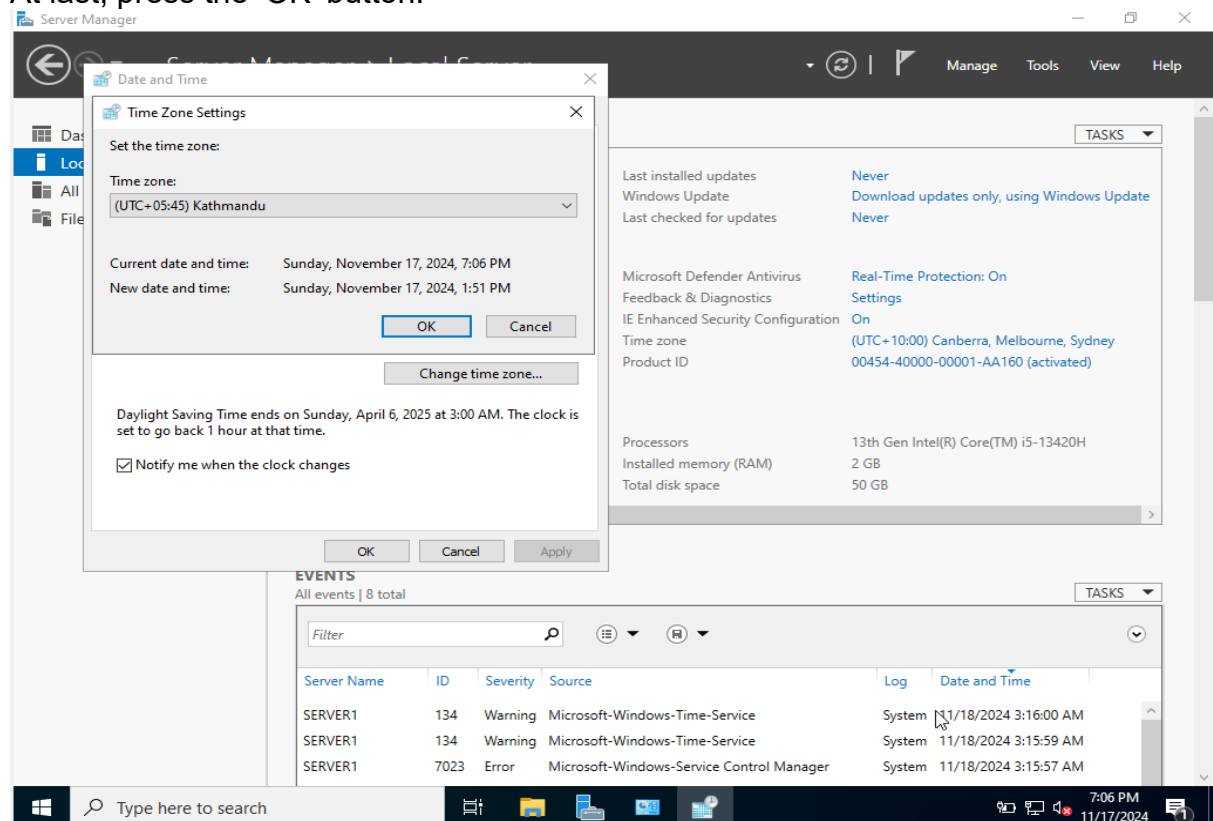 At last, press the 'OK' button.
Server Manager
Manage Tools View Help
Date and Time
Time Zone Settings
Set the time zone:
Time zone:
(UTC+05:45) Kathmandu
Current date and time: Sunday, November 17, 2024, 7:06 PM
New date and time: Sunday, November 17, 2024, 1:51 PM
OK Cancel
Change time zone...
Daylight Saving Time ends on Sunday, April 6, 2025 at 3:00 AM. The clock is
set to go back 1 hour at that time.
Notify me when the clock changes
OK Cancel Apply
Das
Loc
All
File
TASKS
Last installed updates Never
Windows Update Download updates only, using Windows Update
Last checked for updates Never
Microsoft Defender Antivirus Real-Time Protection: On
Feedback & Diagnostics Settings
IE Enhanced Security Configuration On
Time zone (UTC+10:00) Canberra, Melbourne, Sydney
Product ID 00454-40000-00001-AA160 (activated)
Processors 13th Gen Intel(R) Core(TM) i5-13420H
Installed memory (RAM) 2 GB
Total disk space 50 GB
EVENTS
All events | 8 total
TASKS
Filter
Server Name ID Severity Source Log Date and Time
SERVER1 134 Warning Microsoft-Windows-Time-Service System 11/18/2024 3:16:00 AM
SERVER1 134 Warning Microsoft-Windows-Time-Service System 11/18/2024 3:15:59 AM
SERVER1 7023 Error Microsoft-Windows-Service Control Manager System 11/18/2024 3:15:57 AM
Type here to search
7:06 PM
11/17/2024
1